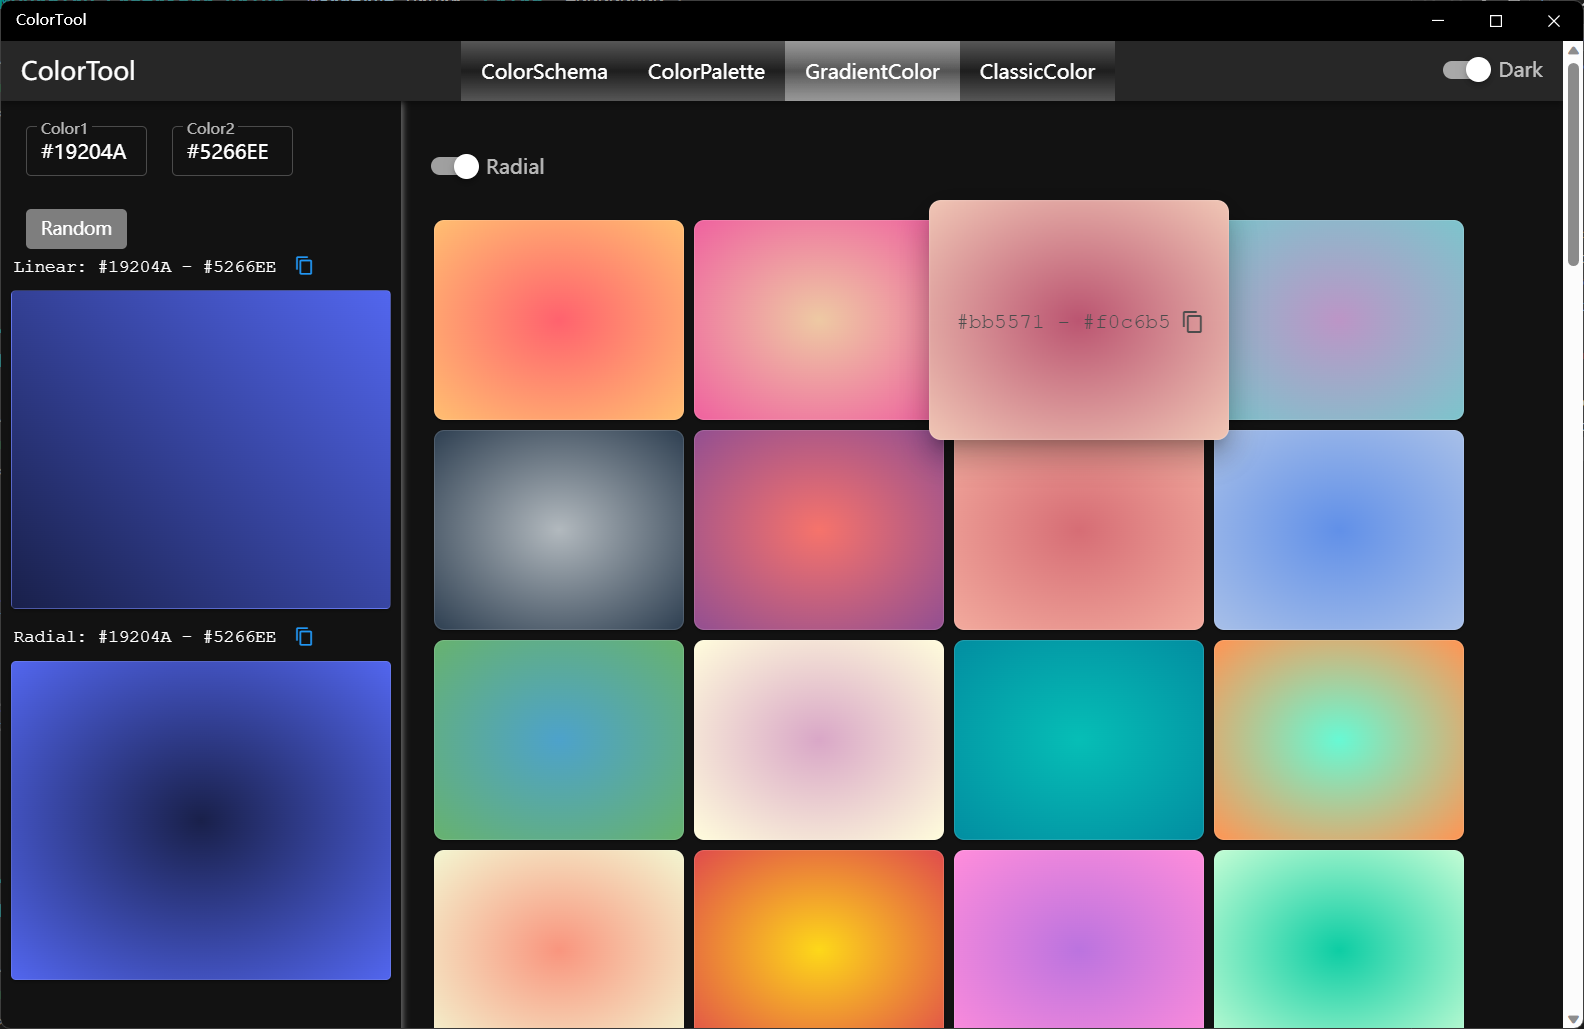 ColorTool
ColorTool
ColorSchema
ColorPalette
GradientColor
ClassicColor
Dark
Color1
#19204A
Color2
#5266EE
Random
Linear: #19204A - #5266EE
Radial: #19204A - #5266EE
Radial
#bb5571 - #f0c6b5